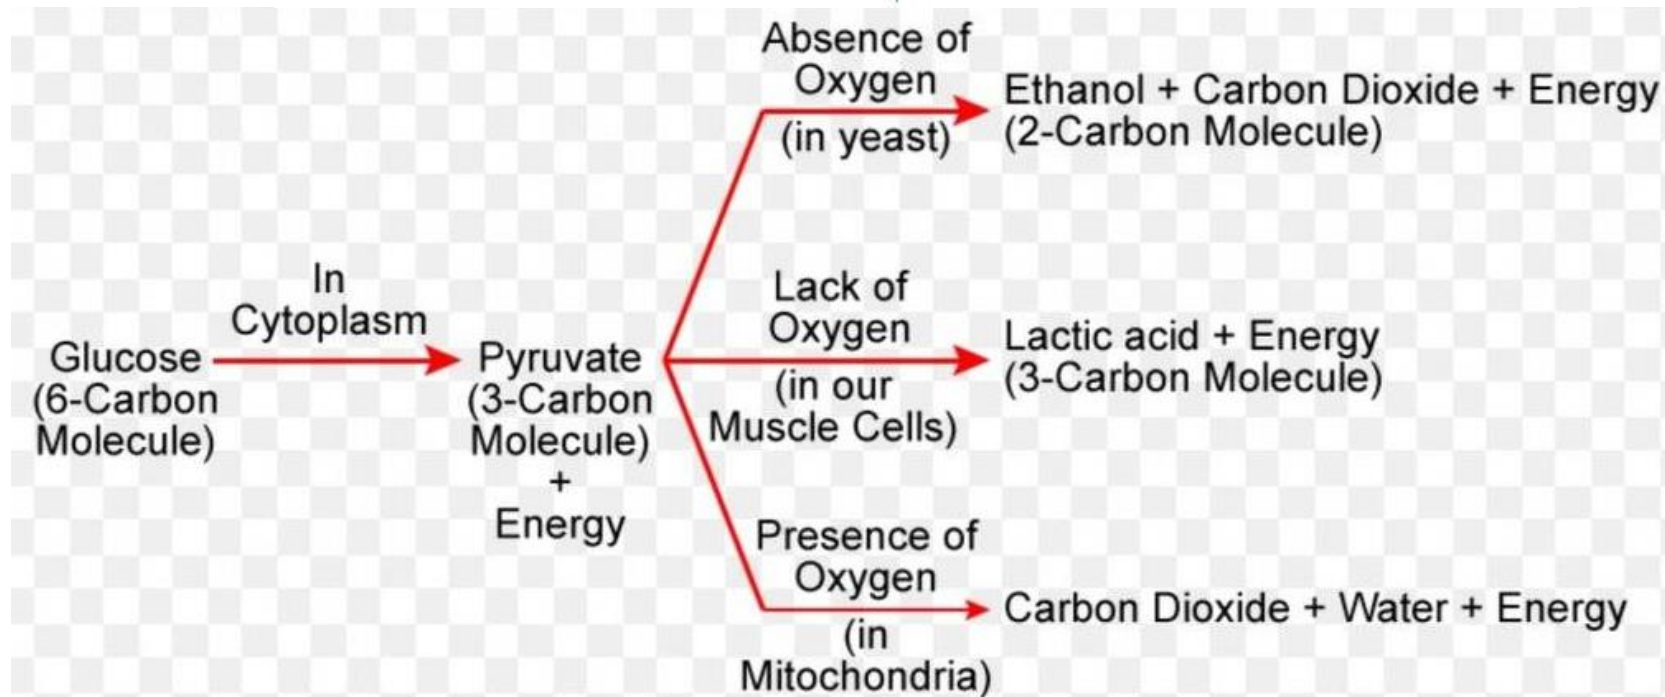 Glucose
(6-Carbon
Molecule)
In
Cytoplasm
Pyruvate
(3-Carbon
Molecule)
+
Energy
Absence of
Oxygen
(in yeast)
Ethanol + Carbon Dioxide + Energy
(2-Carbon Molecule)
Lack of
Oxygen
(in our
Muscle Cells)
Lactic acid + Energy
(3-Carbon Molecule)
Presence of
Oxygen
(in
Mitochondria)
Carbon Dioxide + Water + Energy